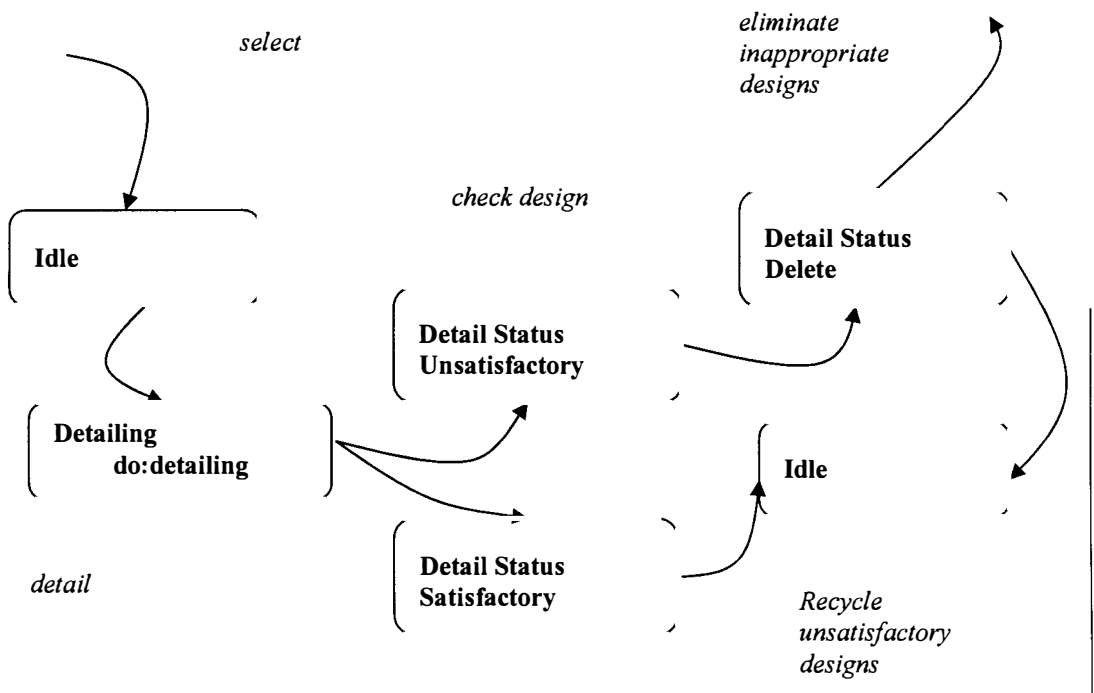 select
eliminate
inappropriate
designs
check design
Idle
Detail Status
Delete
Detail Status
Unsatisfactory
Detailing
do:detailing
Idle
Detail Status
Satisfactory
detail
Recycle
unsatisfactory
designs